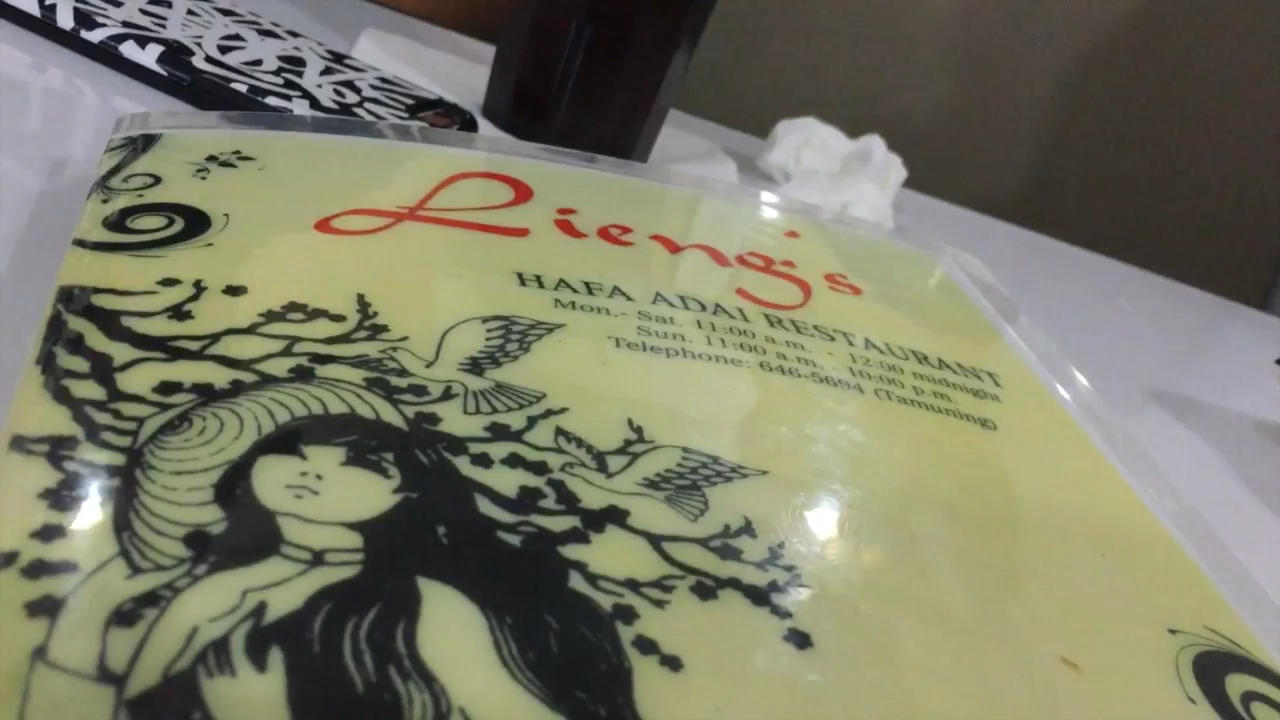 Lieng's
HAFA ADAI RESTAURANT
Mon.- Sat. 11:00 a.m. - 12:00 midnight
Sun. 11:00 a.m. - 10:00 p.m.
Telephone: 646-5694 (Tamuning)